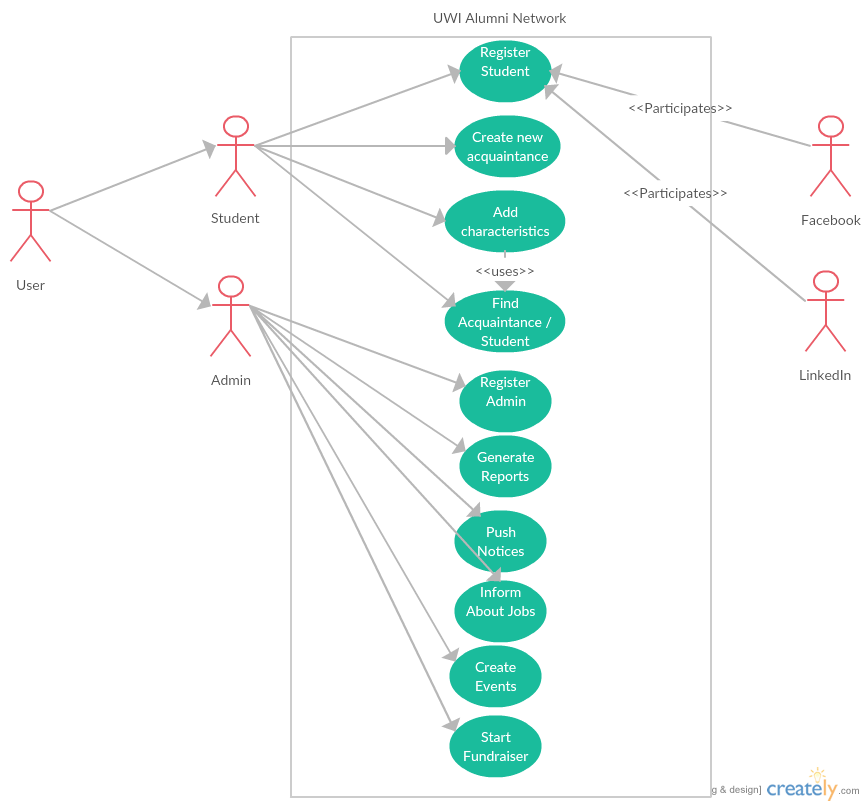 UWI Alumni Network
Register
Student
<<Participates>>
Create new
acquaintance
<<Participates>>
Student
Facebook
Add
characteristics
<<uses>>
User
Find
Acquaintance /
Student
Admin
LinkedIn
Register
Admin
Generate
Reports
Push
Notices
Inform
About Jobs
Create
Events
Start
Fundraiser
g & design]
creately.com